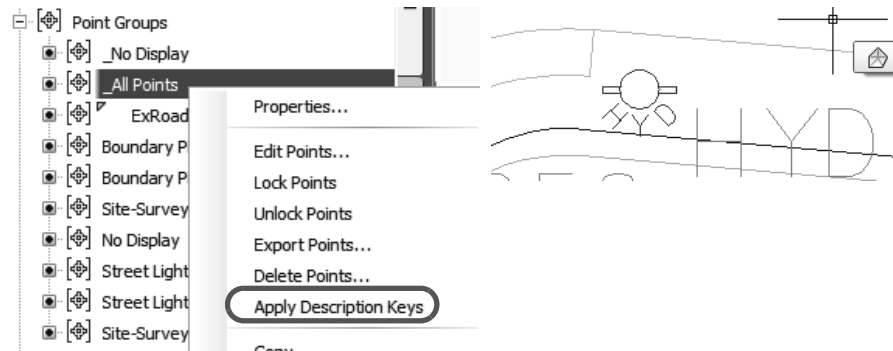 Point Groups
_No Display
_All Points
ExRoad
Boundary P
Boundary P
Site-Survey
No Display
Street Light
Street Light
Site-Survey
Properties...
Edit Points...
Lock Points
Unlock Points
Export Points...
Delete Points...
Apply Description Keys
Copy
HYD
HYD